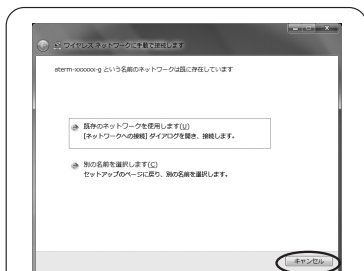 ワイヤレス ネットワークに手動で接続します
aterm-xxxxxx-g という名前のネットワークは既に存在しています
既存のネットワークを使用します(U)
[ネットワークへの接続] ダイアログを開き、接続します。
別の名前を選択します(C)
セットアップのページに戻り、別の名前を選択します。
キャンセル